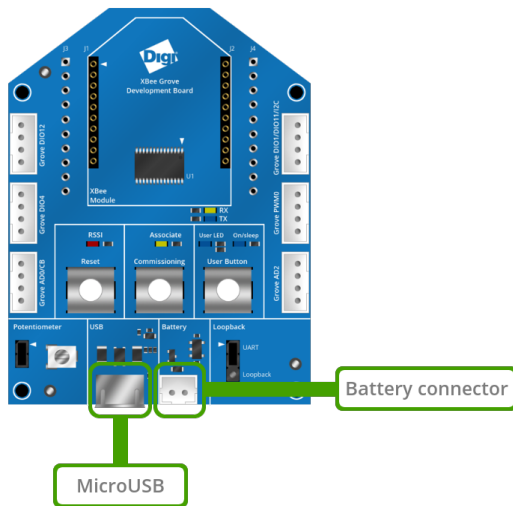 J3
J1
J2
J4
Digi
XBee Grove
Development Board
Grove DIO12
Grove DIO1/DIO11/I2C
U1
XBee
Module
RX
TX
Grove DIO4
Grove PWM0
RSSI
Associate
User LED
On/sleep
Reset
Commissioning
User Button
Grove AD0/CB
Grove AD2
Potentiometer
USB
Battery
Loopback
UART
Loopback
Battery connector
MicroUSB